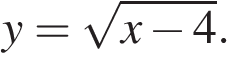 y = √(x − 4).